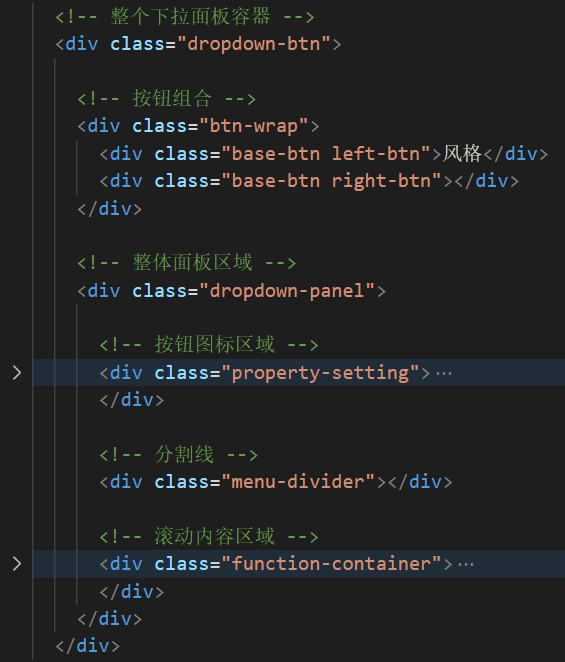 <!-- 整个下拉面板容器 -->
<div class="dropdown-btn">
<!-- 按钮组合 -->
<div class="btn-wrap">
<div class="base-btn left-btn">风格</div>
<div class="base-btn right-btn"></div>
</div>
<!-- 整体面板区域 -->
<div class="dropdown-panel">
<!-- 按钮图标区域 -->
<div class="property-setting">…
</div>
<!-- 分割线 -->
<div class="menu-divider"></div>
<!-- 滚动内容区域 -->
<div class="function-container">…
</div>
</div>
</div>